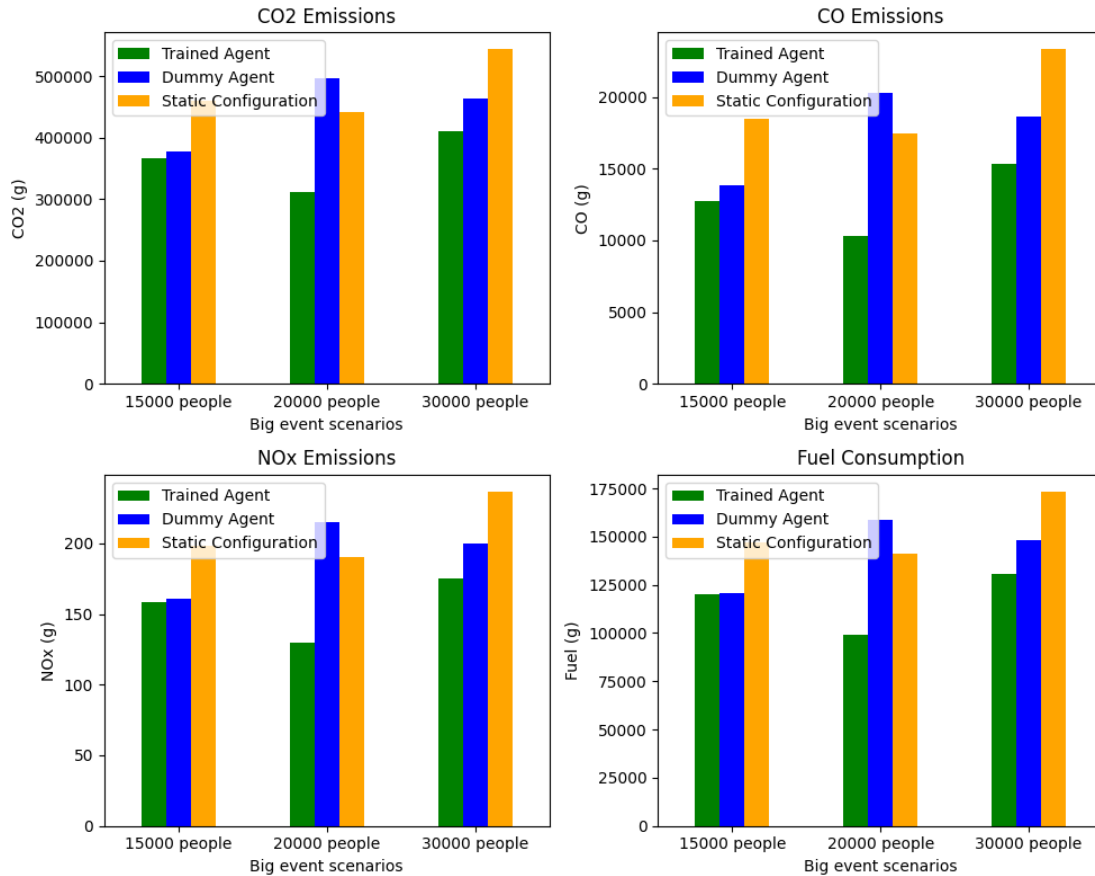 CO2 Emissions
CO2 (g)
500000
400000
300000
200000
100000
0
Trained Agent
Dummy Agent
Static Configuration
15000 people
20000 people
30000 people
Big event scenarios
CO Emissions
CO (g)
20000
15000
10000
5000
0
Trained Agent
Dummy Agent
Static Configuration
15000 people
20000 people
30000 people
Big event scenarios
NOx Emissions
NOx (g)
200
150
100
50
0
Trained Agent
Dummy Agent
Static Configuration
15000 people
20000 people
30000 people
Big event scenarios
Fuel Consumption
Fuel (g)
175000
150000
125000
100000
75000
50000
25000
0
Trained Agent
Dummy Agent
Static Configuration
15000 people
20000 people
30000 people
Big event scenarios